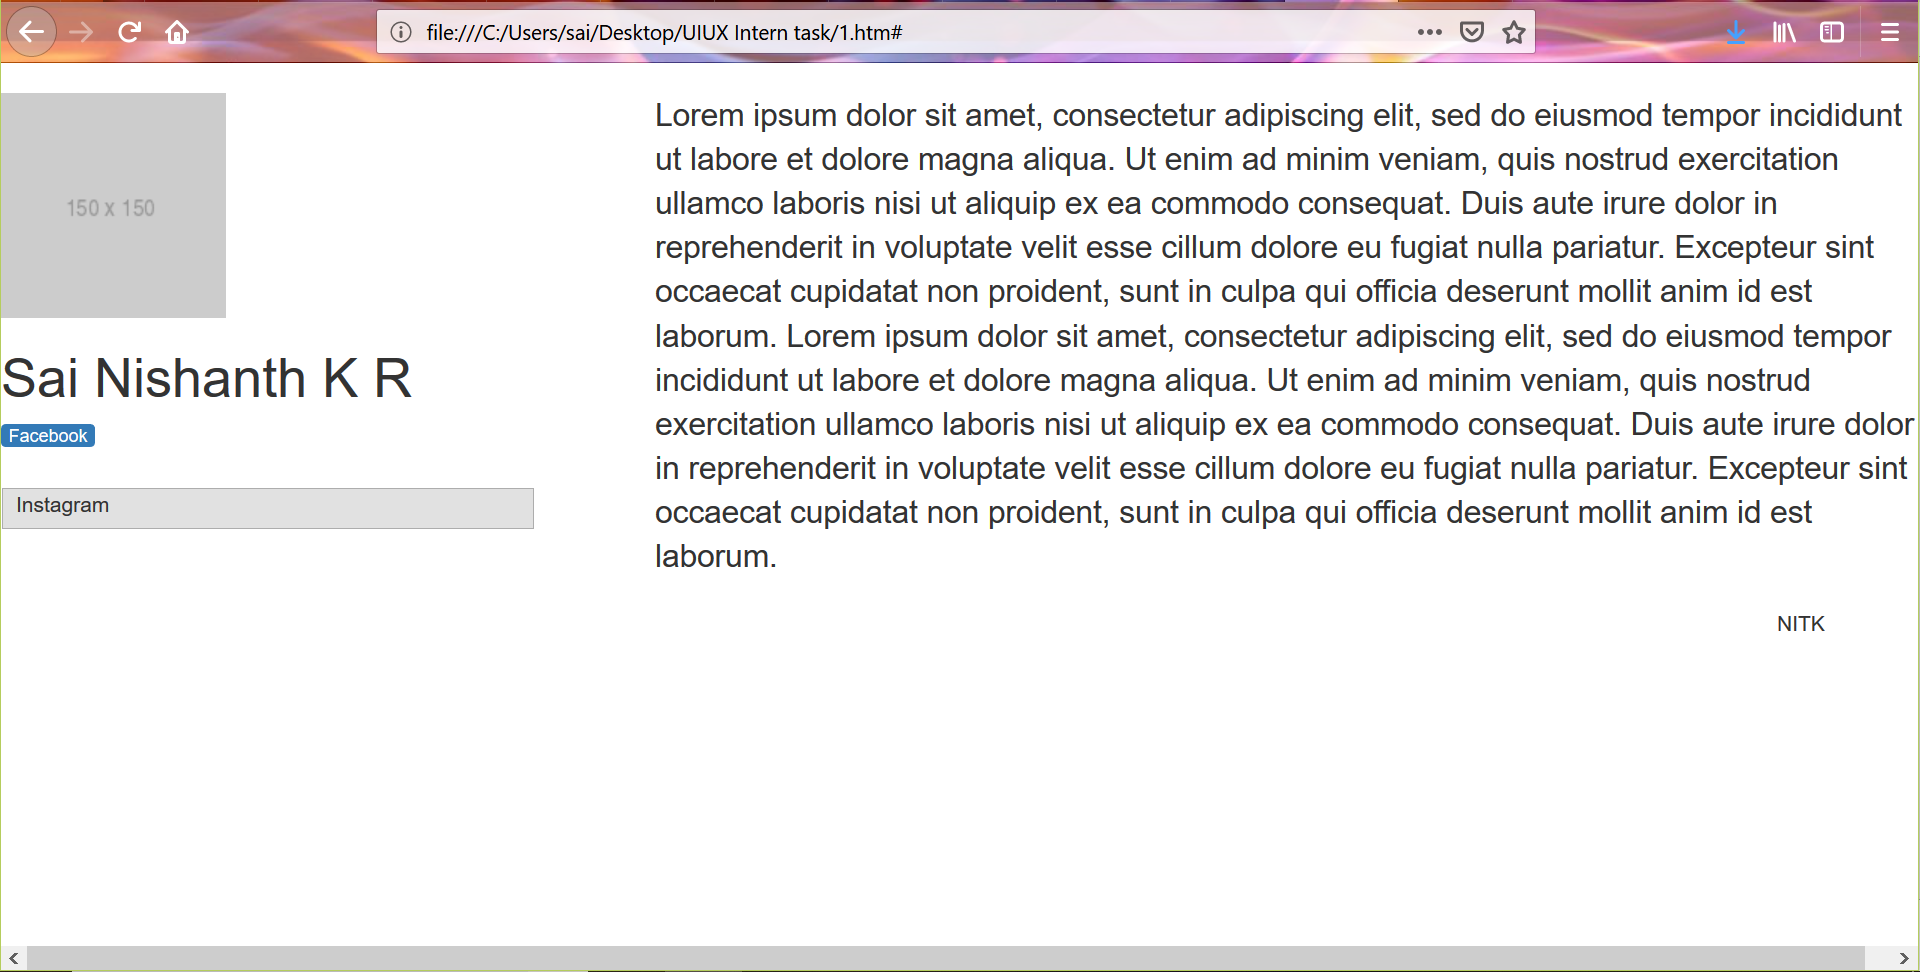 file:///C:/Users/sai/Desktop/UIUX Intern task/1.htm#
150 x 150
Sai Nishanth K R
Facebook
Instagram
Lorem ipsum dolor sit amet, consectetur adipiscing elit, sed do eiusmod tempor incididunt
ut labore et dolore magna aliqua. Ut enim ad minim veniam, quis nostrud exercitation
ullamco laboris nisi ut aliquip ex ea commodo consequat. Duis aute irure dolor in
reprehenderit in voluptate velit esse cillum dolore eu fugiat nulla pariatur. Excepteur sint
occaecat cupidatat non proident, sunt in culpa qui officia deserunt mollit anim id est
laborum. Lorem ipsum dolor sit amet, consectetur adipiscing elit, sed do eiusmod tempor
incididunt ut labore et dolore magna aliqua. Ut enim ad minim veniam, quis nostrud
exercitation ullamco laboris nisi ut aliquip ex ea commodo consequat. Duis aute irure dolor
in reprehenderit in voluptate velit esse cillum dolore eu fugiat nulla pariatur. Excepteur sint
occaecat cupidatat non proident, sunt in culpa qui officia deserunt mollit anim id est
laborum.
NITK